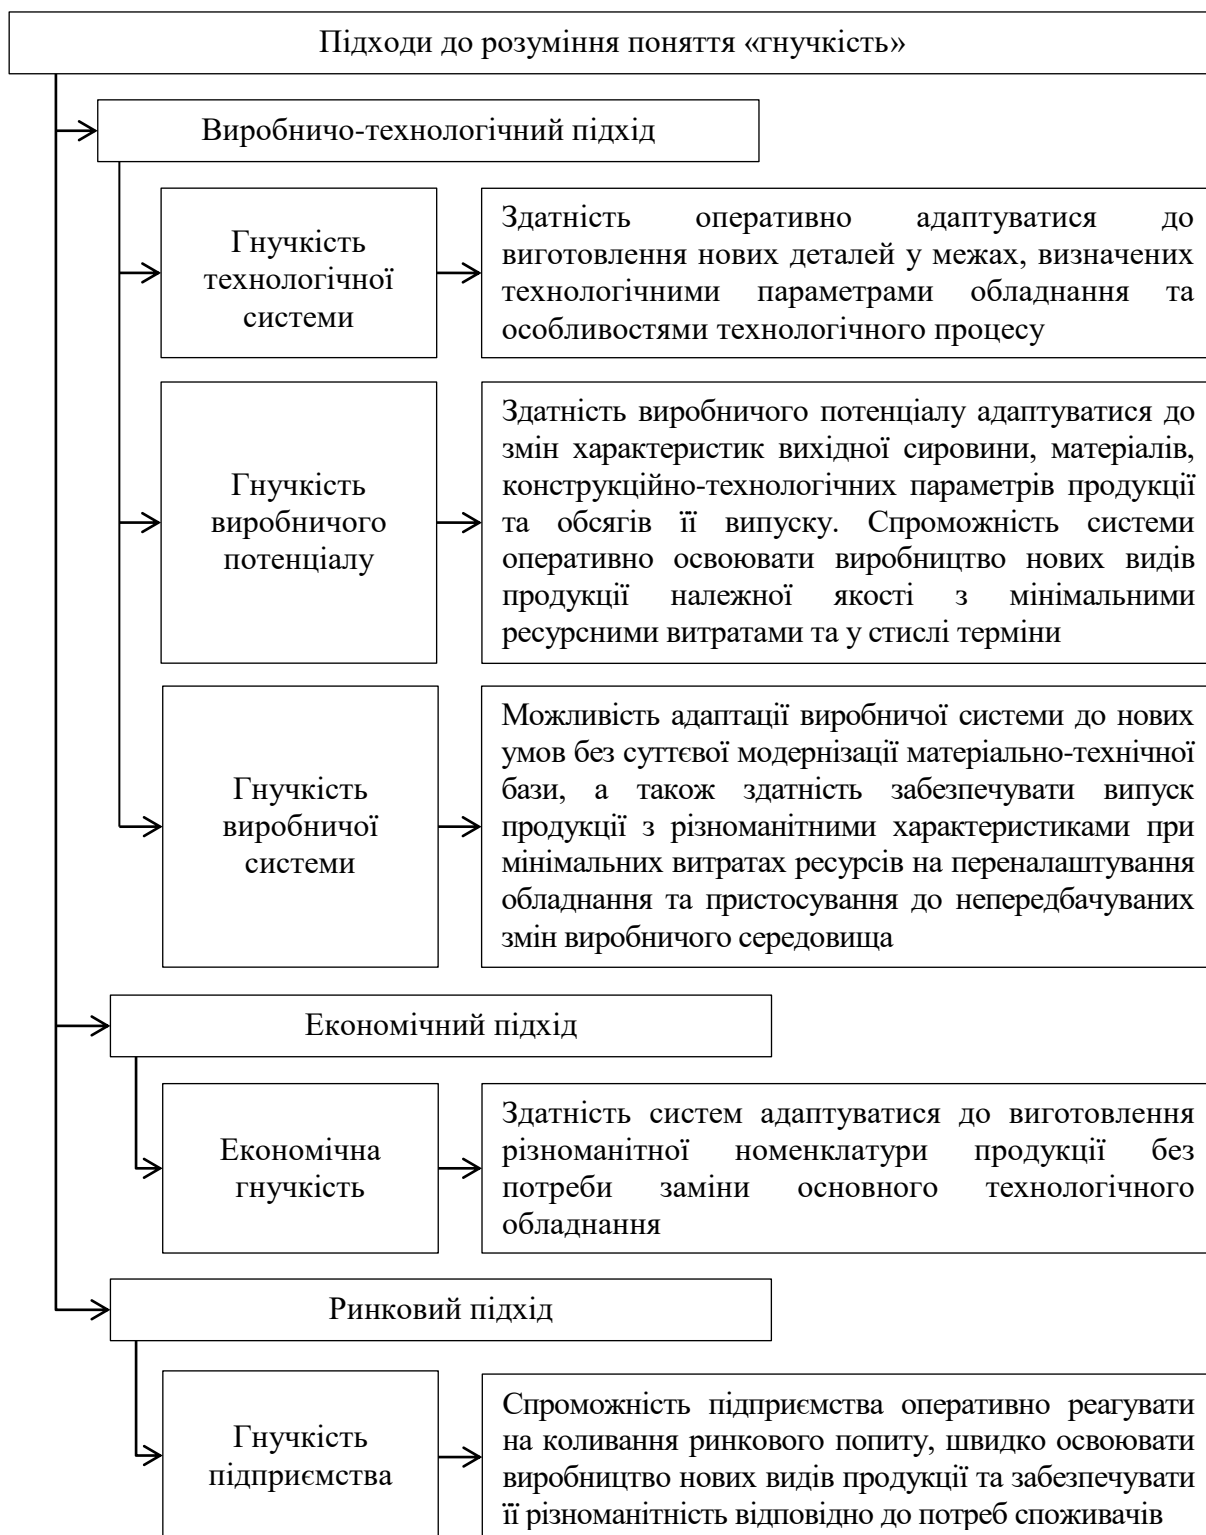 Підходи до розуміння поняття «гнучкість»
Виробничо-технологічний підхід
Гнучкість
технологічної
системи
Здатність оперативно адаптуватися до
виготовлення нових деталей у межах, визначених
технологічними параметрами обладнання та
особливостями технологічного процесу
Гнучкість
виробничого
потенціалу
Здатність виробничого потенціалу адаптуватися до
змін характеристик вихідної сировини, матеріалів,
конструкційно-технологічних параметрів продукції
та обсягів її випуску. Спроможність системи
оперативно освоювати виробництво нових видів
продукції належної якості з мінімальними
ресурсними витратами та у стислі терміни
Гнучкість
виробничої
системи
Можливість адаптації виробничої системи до нових
умов без суттєвої модернізації матеріально-технічної
бази, а також здатність забезпечувати випуск
продукції з різноманітними характеристиками при
мінімальних витратах ресурсів на переналаштування
обладнання та пристосування до непередбачуваних
змін виробничого середовища
Економічний підхід
Економічна
гнучкість
Здатність систем адаптуватися до виготовлення
різноманітної номенклатури продукції без
потреби заміни основного технологічного
обладнання
Ринковий підхід
Гнучкість
підприємства
Спроможність підприємства оперативно реагувати
на коливання ринкового попиту, швидко освоювати
виробництво нових видів продукції та забезпечувати
її різноманітність відповідно до потреб споживачів